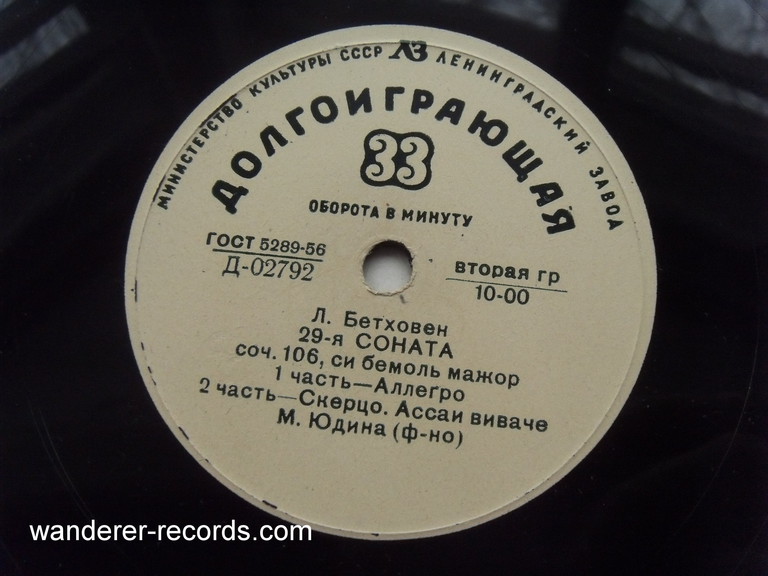 МИНИСТЕРСТВО КУЛЬТУРЫ СССР ЛЗ ЛЕНИНГРАДСКИЙ ЗАВОД
ДОЛГОИГРАЮЩАЯ
33
ОБОРОТА В МИНУТУ
ГОСТ 5289-56
Д-02792
вторая гр
10-00
Л. Бетховен
29-я СОНАТА
соч. 106, си бемоль мажор
1 часть—Аллегро
2 часть—Скерцо. Ассаи виваче
М. Юдина (ф-но)
wanderer-records.com